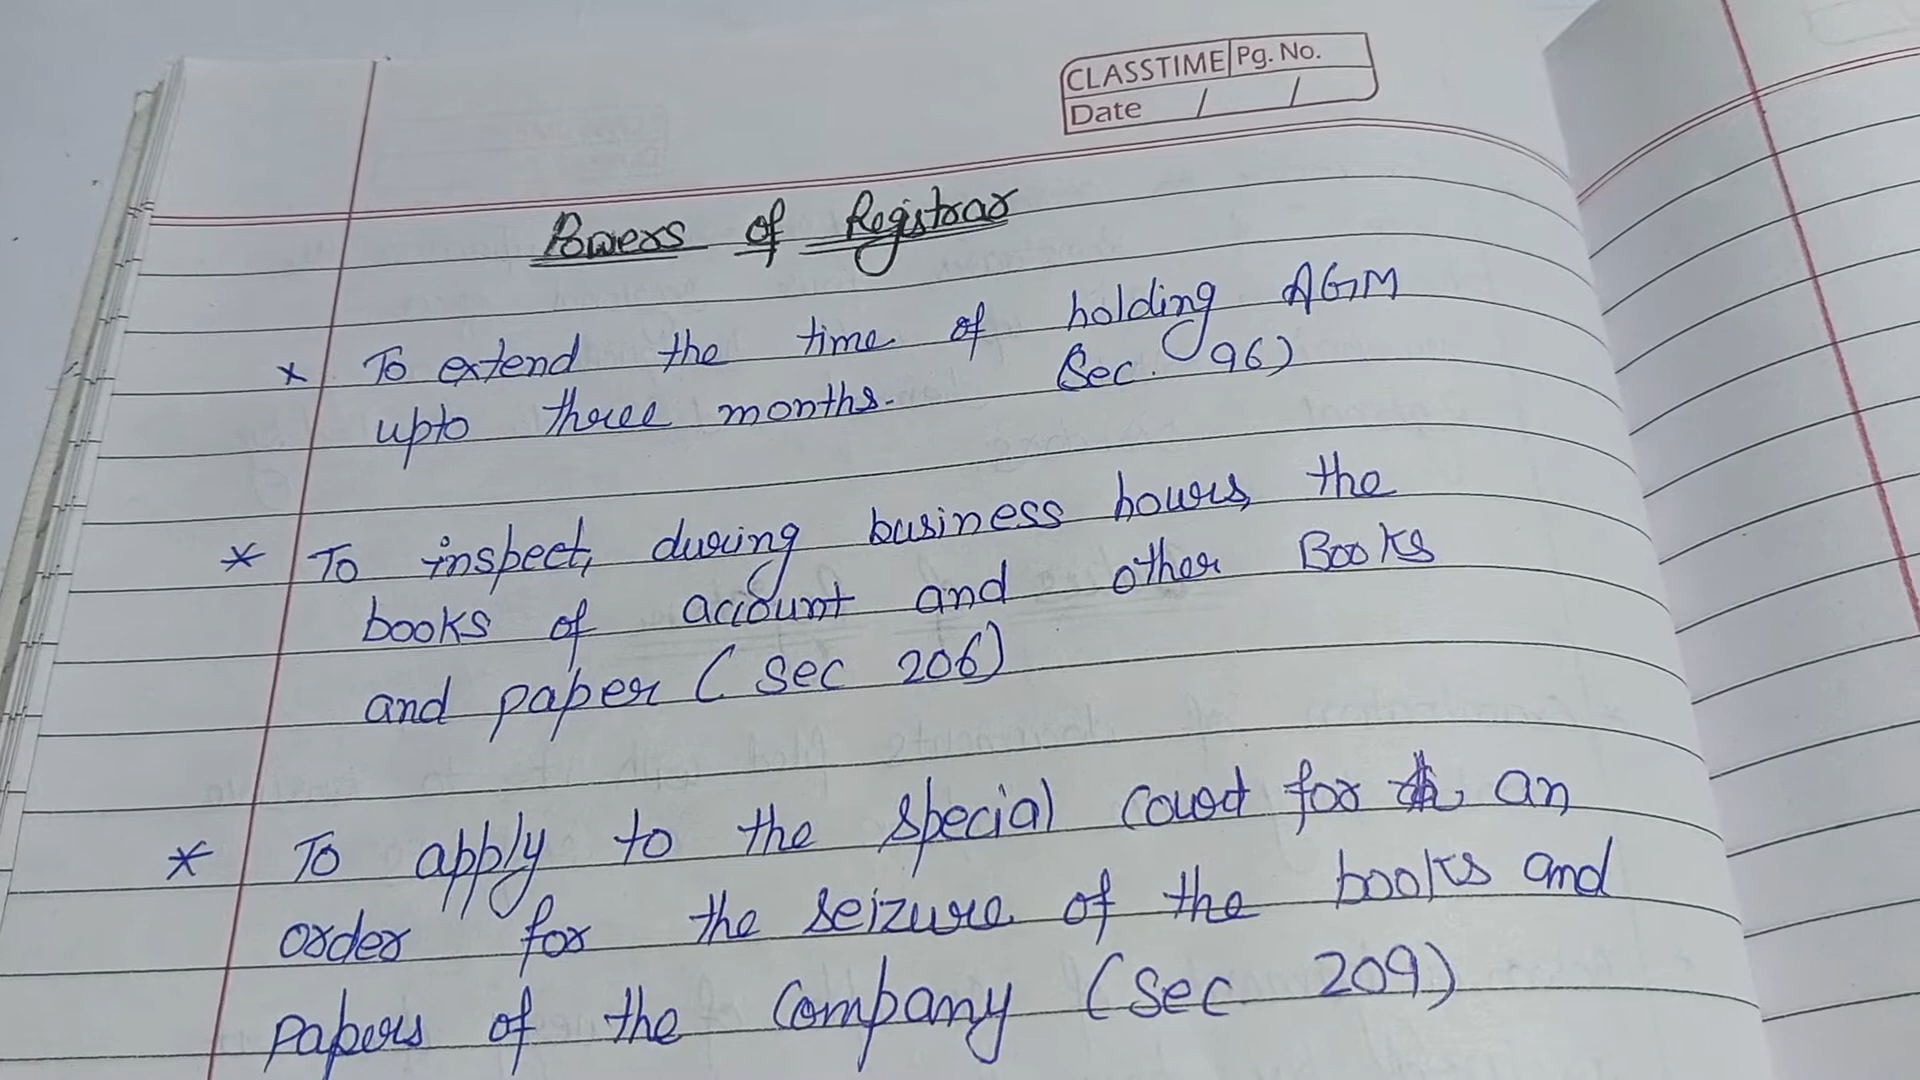 CLASSTIME Pg. No.
Date / /
Powers of Registrar
* To extend the time of holding AGM
upto three months. Sec. 96)
* To inspect, during business hours, the
books of account and other Books
and paper (Sec 206)
* To apply to the special court for an
order for the seizure of the books and
papers of the Company (Sec 209)